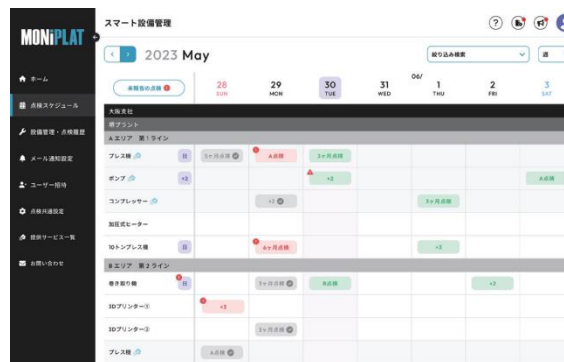 MONiPLAT
スマート設備管理
2023 May
絞り込み検索
週
ホーム
点検スケジュール
設備管理・点検履歴
メール通知設定
ユーザー招待
点検共通設定
提供サービス一覧
お問い合わせ
未報告の点検
28 SUN
29 MON
30 TUE
31 WED
06/
1 THU
2 FRI
3 SAT
大阪支社
堺プラント
Aエリア 第1ライン
プレス機 日 3ヶ月点検 A点検 3ヶ月点検
ポンプ +2 +2 A点検
コンプレッサー +2 3ヶ月点検
加圧式ヒーター
10トンプレス機 日 6ヶ月点検 +3
Bエリア 第2ライン
巻き取り機 日 3ヶ月点検 B点検 +2
3Dプリンター① +3
3Dプリンター② 3ヶ月点検
プレス機 A点検